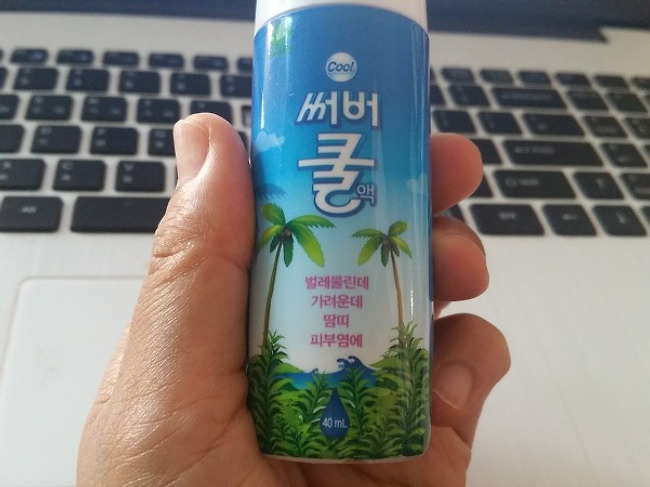 Cool
써버
쿨액
벌레물린데
가려운데
땀띠
피부염에
40 mL